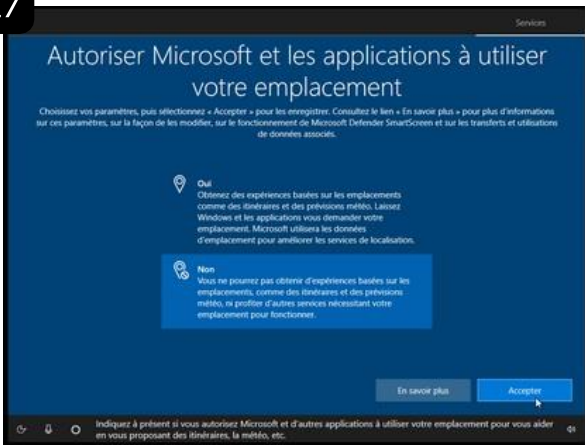 17
Services
Autoriser Microsoft et les applications à utiliser
votre emplacement
Choisissez vos paramètres, puis sélectionnez « Accepter » pour les enregistrer. Consultez le lien « En savoir plus » pour plus d'informations
sur ces paramètres, sur la façon de les modifier, sur le fonctionnement de Microsoft Defender SmartScreen et sur les transferts et utilisations
de données associés.
Oui
Obtenez des expériences basées sur les emplacements
comme des itinéraires et des prévisions météo. Laissez
Windows et les applications vous demander votre
emplacement. Microsoft utilisera les données
d'emplacement pour améliorer les services de localisation.
Non
Vous ne pourrez pas obtenir d'expériences basées sur les
emplacements, comme des itinéraires et des prévisions
météo, ni profiter d'autres services nécessitant votre
emplacement pour fonctionner.
En savoir plus
Accepter
Indiquez à présent si vous autorisez Microsoft et d'autres applications à utiliser votre emplacement pour vous aider
en vous proposant des itinéraires, la météo, etc.